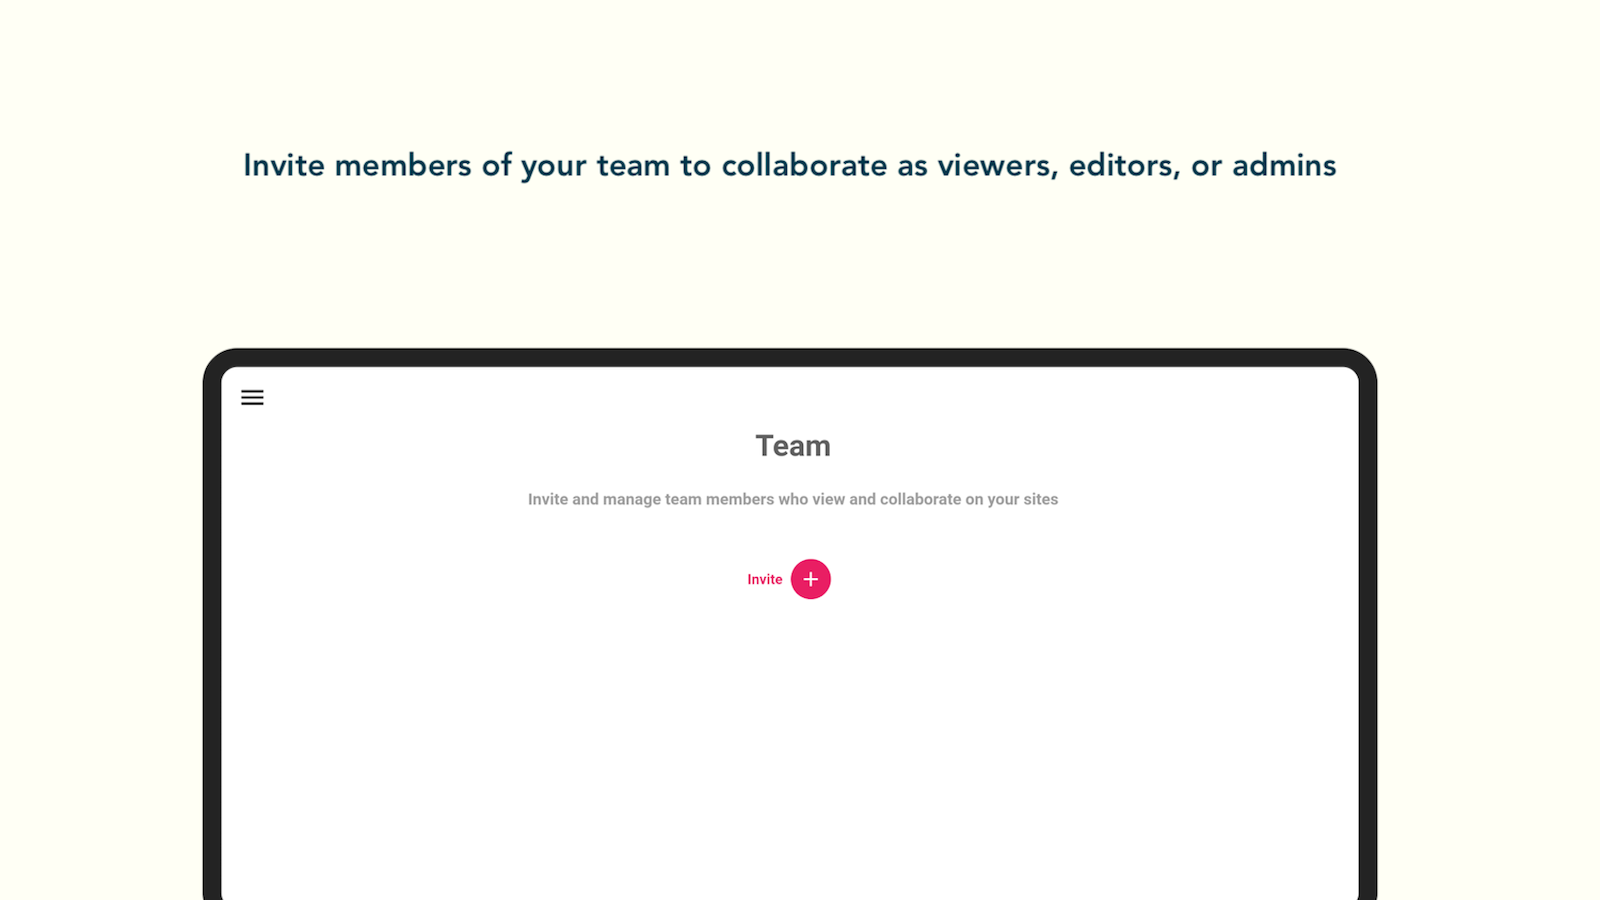 Invite members of your team to collaborate as viewers, editors, or admins
Team
Invite and manage team members who view and collaborate on your sites
Invite